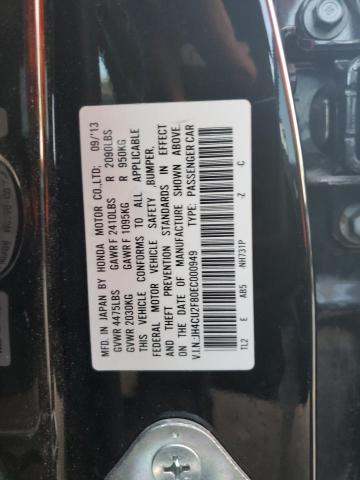 MFD. IN JAPAN BY HONDA MOTOR CO.,LTD; 09/'13
GVWR 4475LBS GAWR F 2410LBS R 2090LBS
GVWR 2030KG GAWR F 1095KG R 950KG
THIS VEHICLE CONFORMS TO ALL APPLICABLE
FEDERAL MOTOR VEHICLE SAFETY ,BUMPER,
AND THEFT PREVENTION STANDARDS IN EFFECT
ON THE DATE OF MANUFACTURE SHOWN ABOVE.
V.I.N:JH4CU2F80EC000949 TYPE: PASSENGER CAR
TL2 E AB5 -NH731P -Z -C